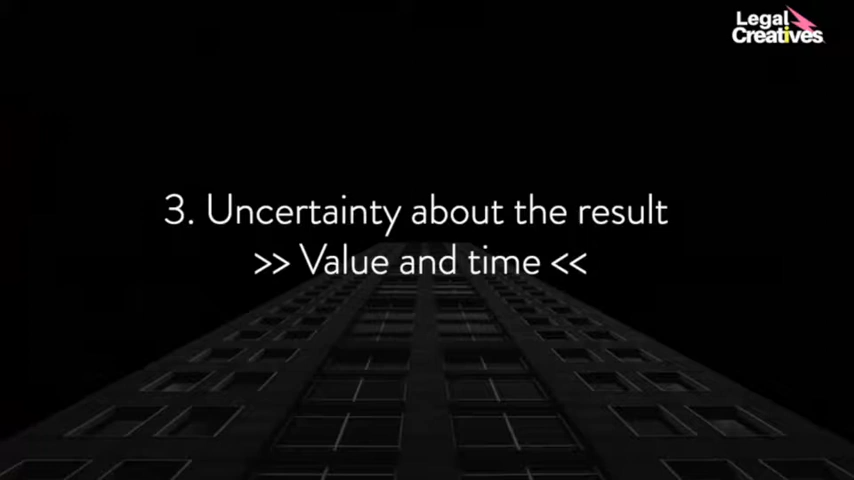 Legal
Creatives
3. Uncertainty about the result
>> Value and time <<